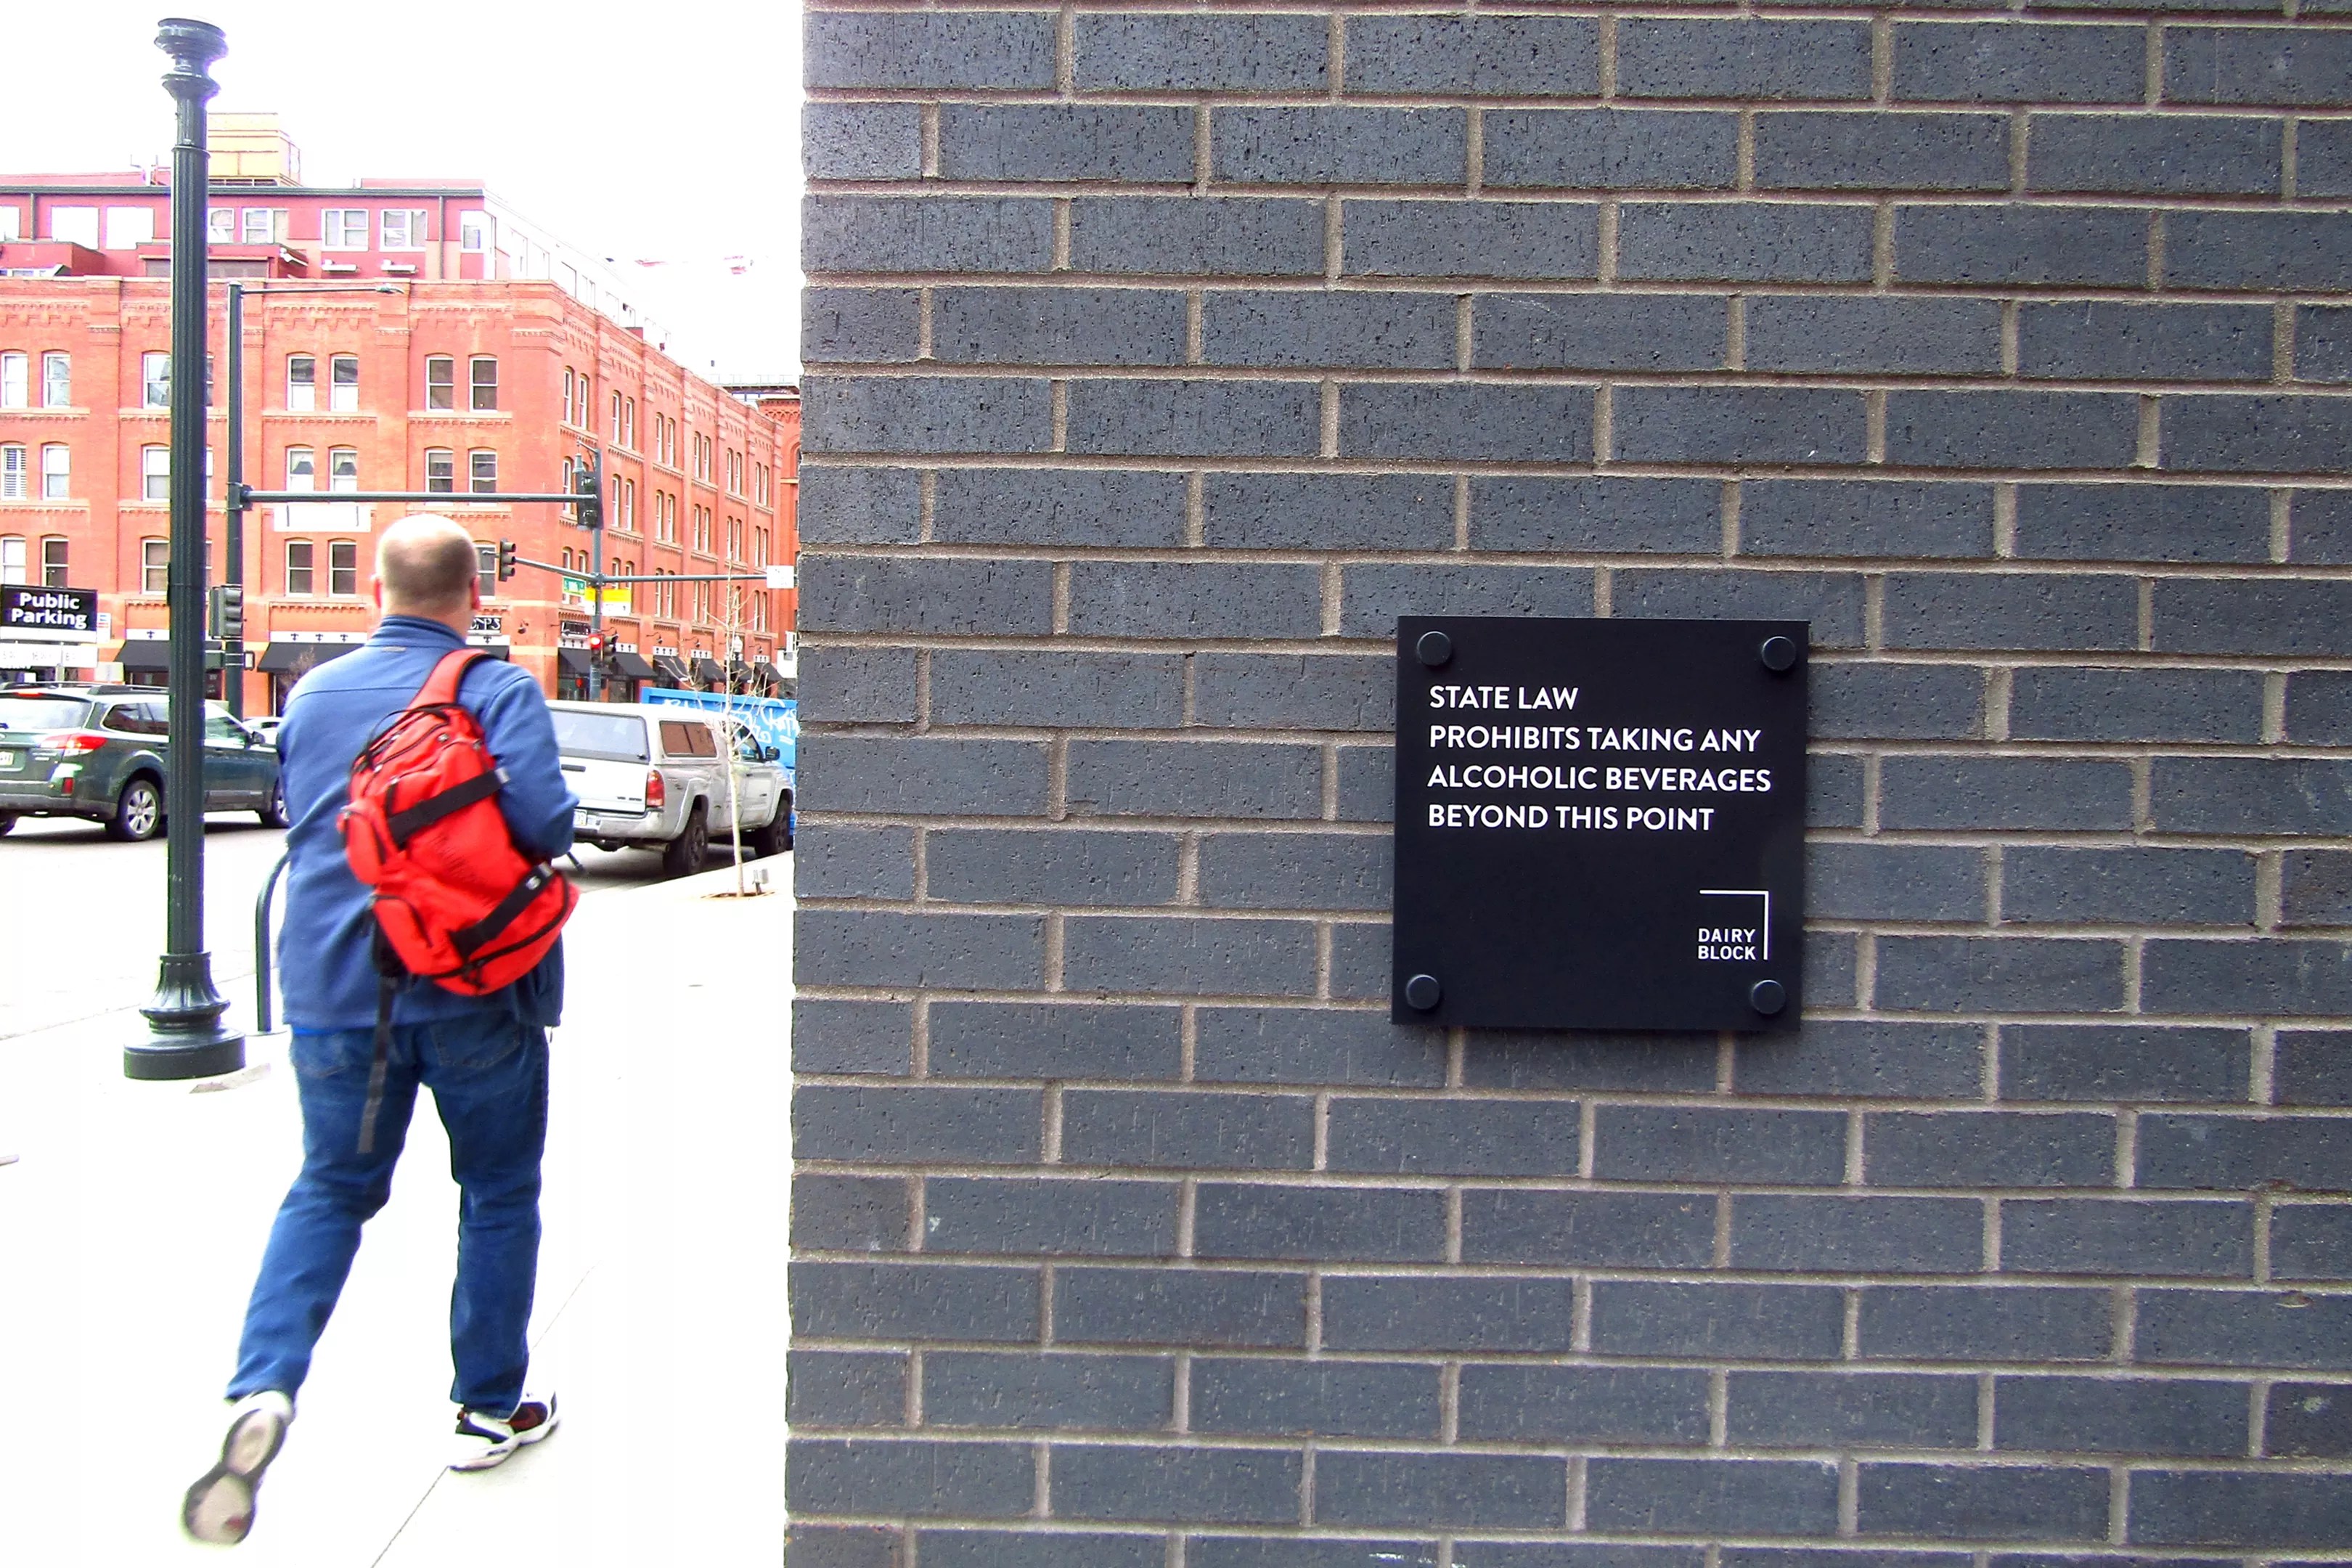 Public
Parking
STATE LAW
PROHIBITS TAKING ANY
ALCOHOLIC BEVERAGES
BEYOND THIS POINT
DAIRY
BLOCK